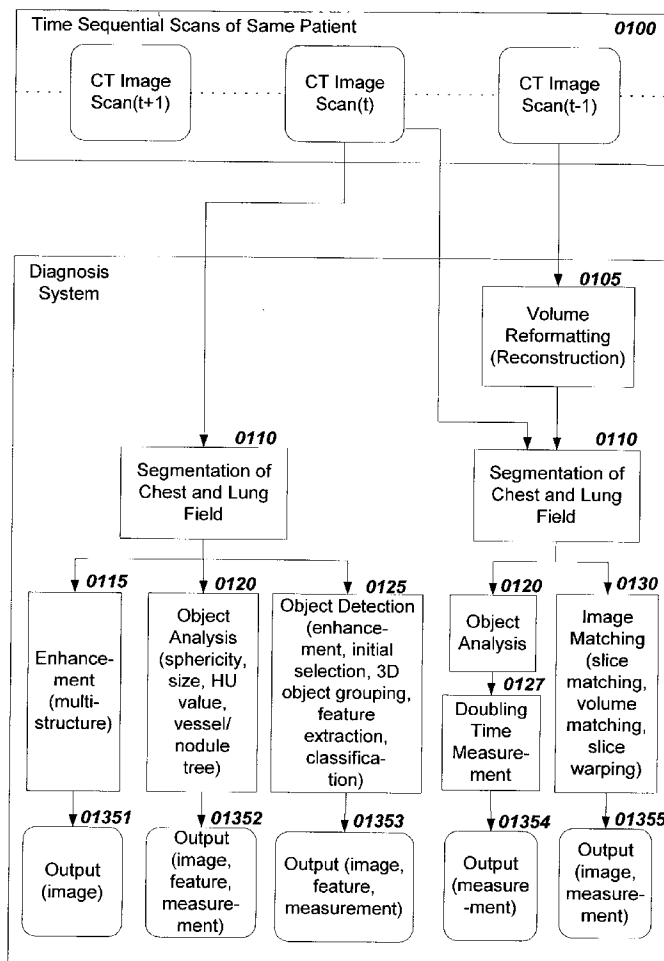 Time Sequential Scans of Same Patient
0100
CT Image
Scan(t+1)
CT Image
Scan(t)
CT Image
Scan(t-1)
Diagnosis
System
0105
Volume
Reformatting
(Reconstruction)
0110
Segmentation of
Chest and Lung
Field
0110
Segmentation of
Chest and Lung
Field
0115
Enhance-
ment
(multi-
structure)
0120
Object
Analysis
(sphericity,
size, HU
value,
vessel/
nodule
tree)
0125
Object Detection
(enhance-
ment, initial
selection, 3D
object grouping,
feature
extraction,
classifica-
tion)
0120
Object
Analysis
0127
Doubling
Time
Measurement
0130
Image
Matching
(slice
matching,
volume
matching,
slice
warping)
01351
Output
(image)
01352
Output
(image,
feature,
measure-
ment)
01353
Output (image,
feature,
measurement)
01354
Output
(measure
-ment)
01355
Output
(image,
measure-
ment)